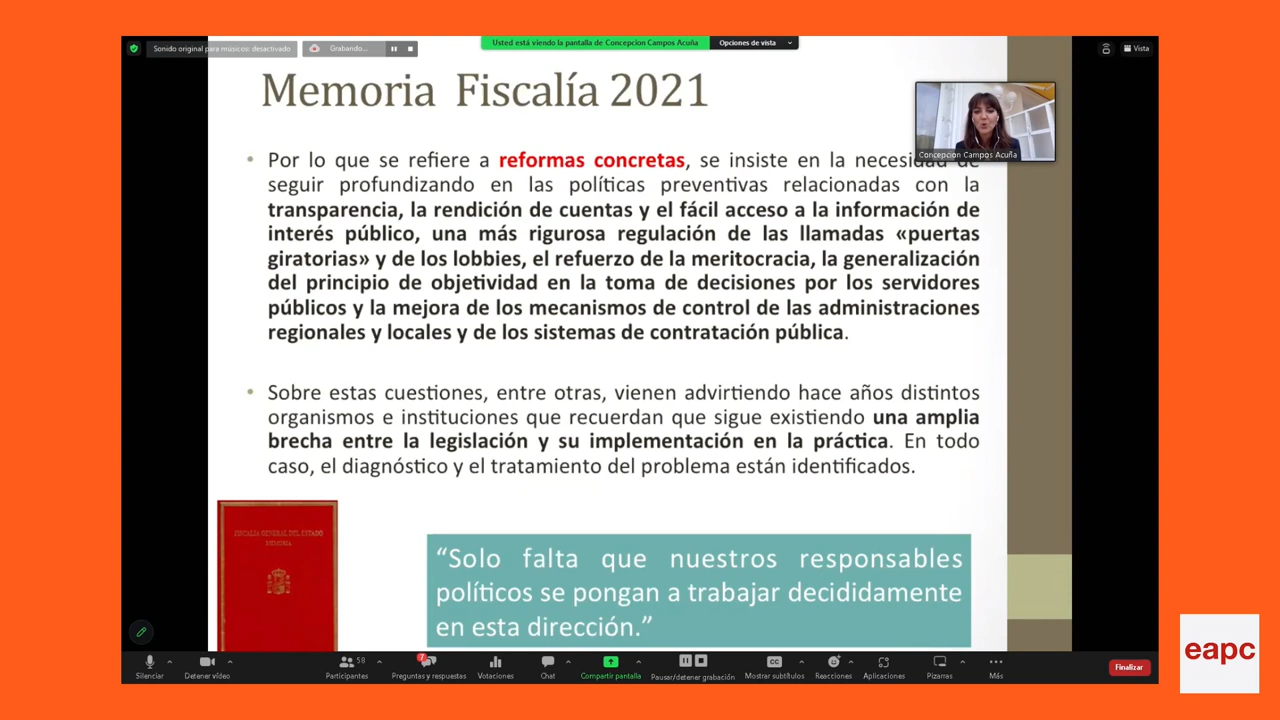 Sonido original para músicos: desactivado
Grabando...
Usted está viendo la pantalla de Concepcion Campos Acuña
Opciones de vista
Vista
Memoria Fiscalía 2021
Concepcion Campos Acuña
• Por lo que se refiere a reformas concretas, se insiste en la necesidad de
seguir profundizando en las políticas preventivas relacionadas con la
transparencia, la rendición de cuentas y el fácil acceso a la información de
interés público, una más rigurosa regulación de las llamadas «puertas
giratorias» y de los lobbies, el refuerzo de la meritocracia, la generalización
del principio de objetividad en la toma de decisiones por los servidores
públicos y la mejora de los mecanismos de control de las administraciones
regionales y locales y de los sistemas de contratación pública.
• Sobre estas cuestiones, entre otras, vienen advirtiendo hace años distintos
organismos e instituciones que recuerdan que sigue existiendo una amplia
brecha entre la legislación y su implementación en la práctica. En todo
caso, el diagnóstico y el tratamiento del problema están identificados.
FISCALÍA GENERAL DEL ESTADO
MEMORIA
“Solo falta que nuestros responsables
políticos se pongan a trabajar decididamente
en esta dirección.”
eapc
Silenciar
Detener vídeo
58
Participantes
7
Preguntas y respuestas
Votaciones
Chat
Compartir pantalla
Pausar/detener grabación
CC
Mostrar subtítulos
Reacciones
Aplicaciones
Pizarras
Más
Finalizar